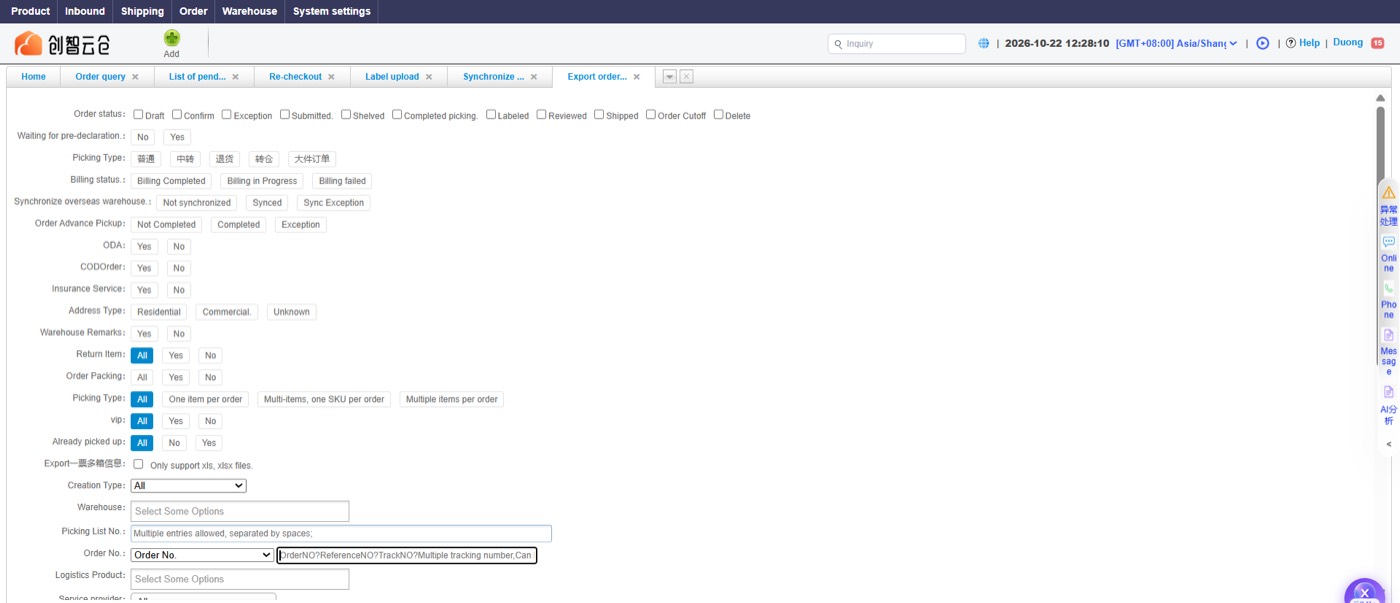 Product Inbound Shipping Order Warehouse System settings
创智云仓 Add Inquiry | 2026-10-22 12:28:10 [GMT+08:00] Asia/Shang | | Help | Duong 15
Home Order query × List of pend... × Re-checkout × Label upload × Synchronize ... × Export order... ×
Order status: Draft Confirm Exception Submitted. Shelved Completed picking. Labeled Reviewed Shipped Order Cutoff Delete
Waiting for pre-declaration.: No Yes
Picking Type: 普通 中转 退货 转仓 大件订单
Billing status.: Billing Completed Billing in Progress Billing failed
Synchronize overseas warehouse.: Not synchronized Synced Sync Exception
Order Advance Pickup: Not Completed Completed Exception
ODA: Yes No
CODOrder: Yes No
Insurance Service: Yes No
Address Type: Residential Commercial. Unknown
Warehouse Remarks: Yes No
Return Item: All Yes No
Order Packing: All Yes No
Picking Type: All One item per order Multi-items, one SKU per order Multiple items per order
vip: All Yes No
Already picked up: All No Yes
Export一票多箱信息: Only support xls, xlsx files.
Creation Type: All
Warehouse: Select Some Options
Picking List No.: Multiple entries allowed, separated by spaces;
Order No.: Order No. OrderNO?ReferenceNO?TrackNO?Multiple tracking number,Can
Logistics Product: Select Some Options
Service provider:
异常
处理
Onli
ne
Pho
ne
Mes
sag
e
AI分
析
<